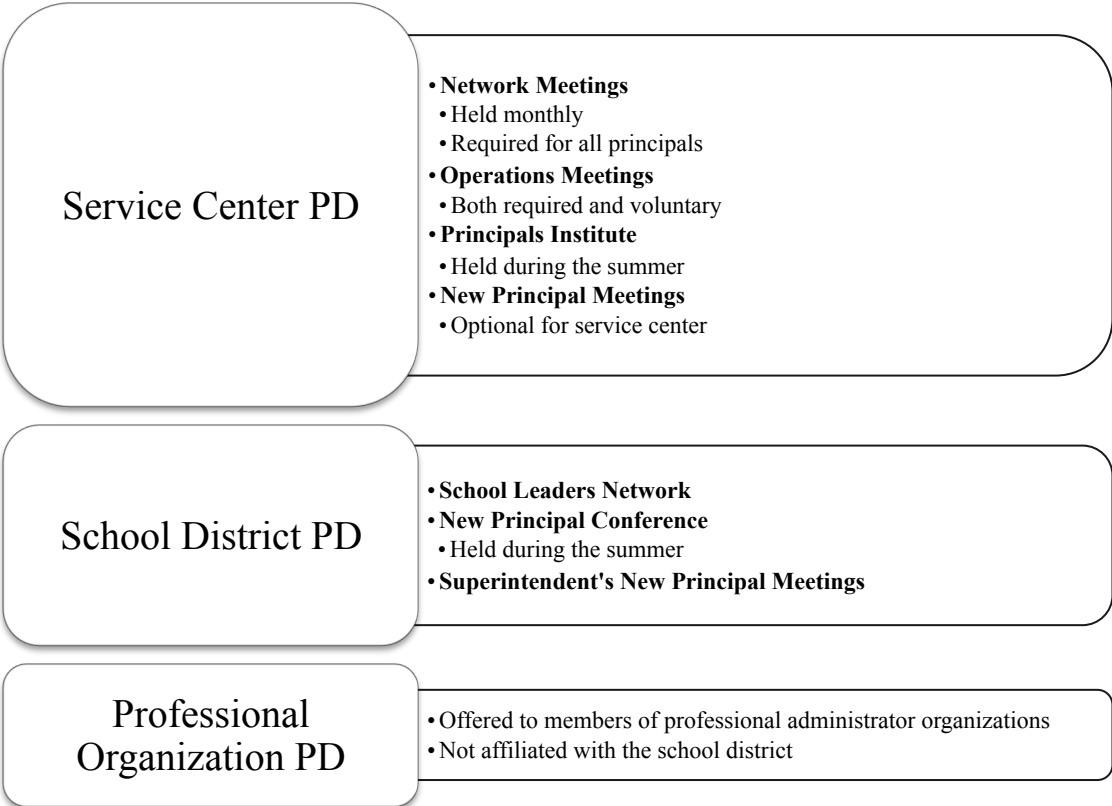 Service Center PD
• Network Meetings
• Held monthly
• Required for all principals
• Operations Meetings
• Both required and voluntary
• Principals Institute
• Held during the summer
• New Principal Meetings
• Optional for service center
School District PD
• School Leaders Network
• New Principal Conference
• Held during the summer
• Superintendent's New Principal Meetings
Professional
Organization PD
• Offered to members of professional administrator organizations
• Not affiliated with the school district